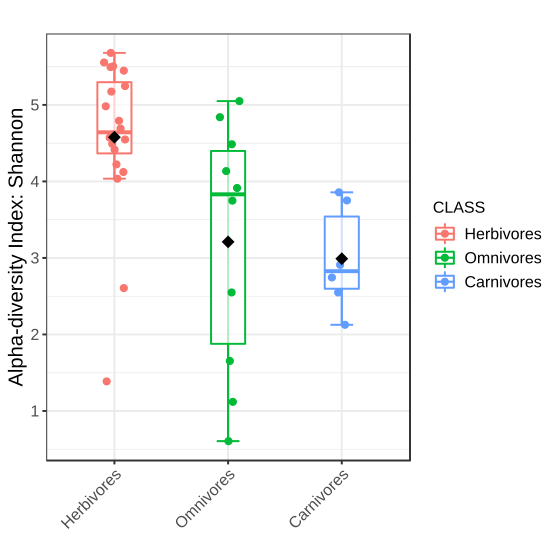 Alpha-diversity Index: Shannon
5
4
3
2
1
Herbivores
Omnivores
Carnivores
CLASS
Herbivores
Omnivores
Carnivores